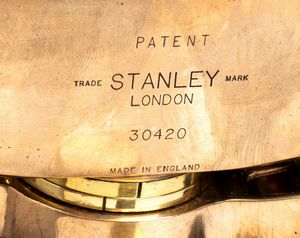 PATENT
TRADE STANLEY MARK
LONDON
30420
MADE IN ENGLAND